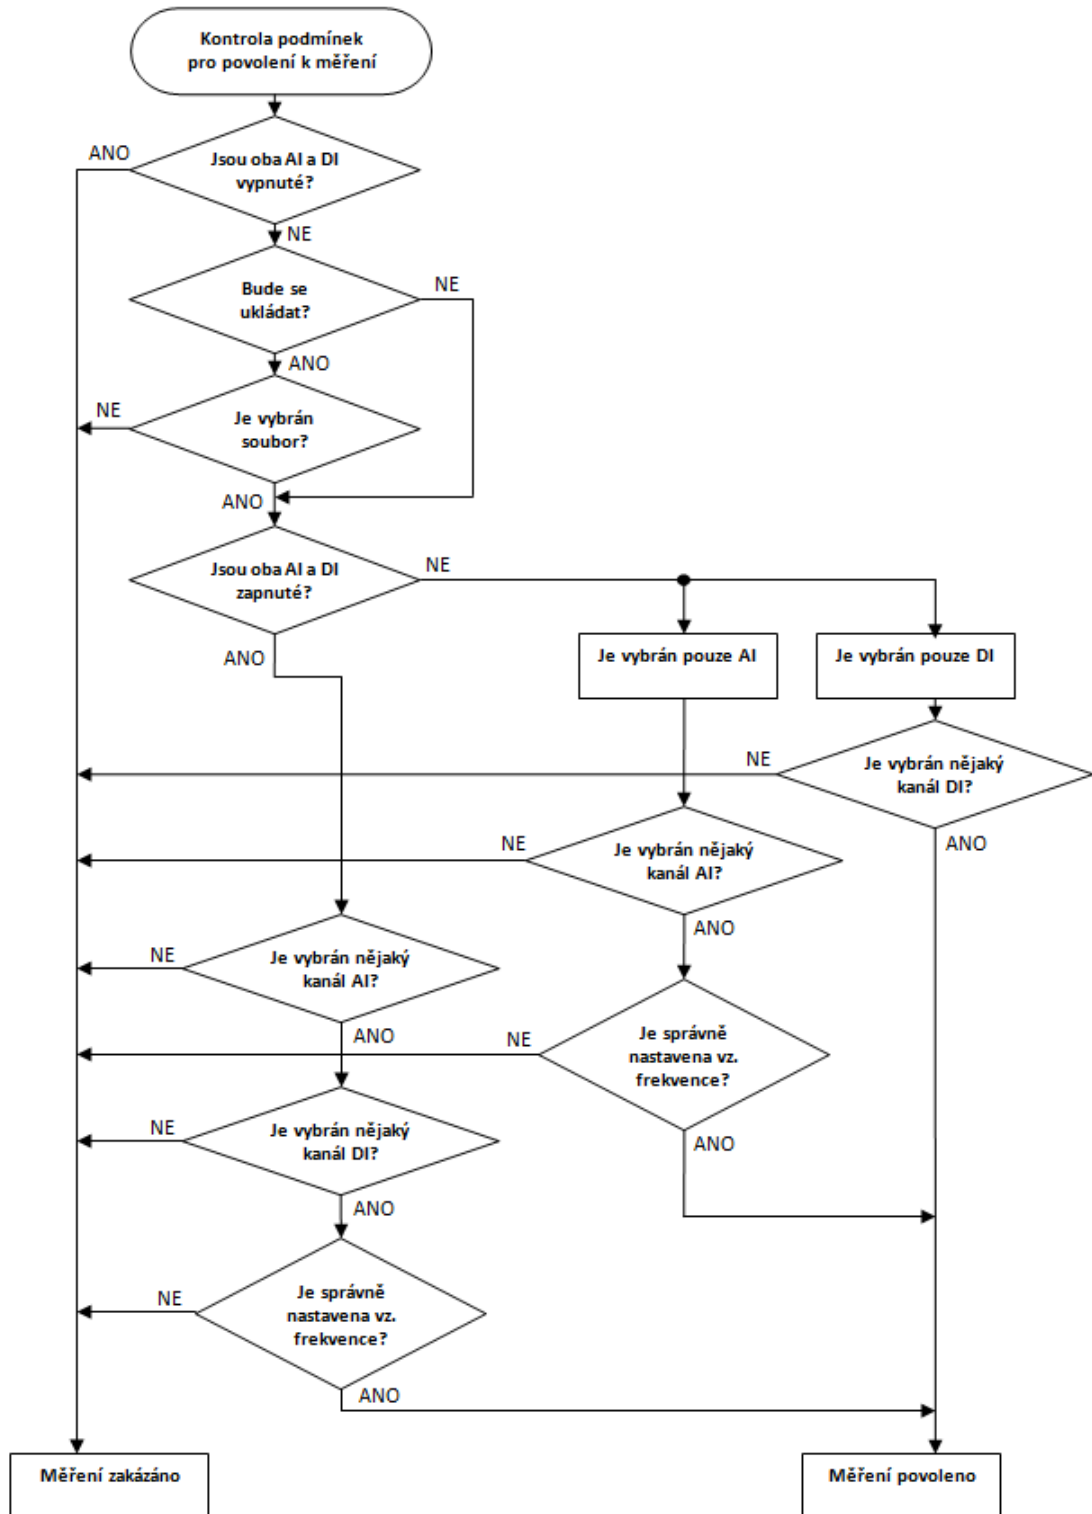 Kontrola podmínek
pro povolení k měření
ANO
Jsou oba AI a DI
vypnuté?
NE
Bude se
ukládat?
NE
ANO
NE
Je vybrán
soubor?
ANO
Jsou oba AI a DI
zapnuté?
NE
ANO
Je vybrán pouze AI
Je vybrán pouze DI
NE
Je vybrán nějaký
kanál DI?
ANO
NE
Je vybrán nějaký
kanál AI?
ANO
NE
Je vybrán nějaký
kanál AI?
ANO
NE
Je správně
nastavena vz.
frekvence?
ANO
NE
Je vybrán nějaký
kanál DI?
ANO
NE
Je správně
nastavena vz.
frekvence?
ANO
Měření zakázáno
Měření povoleno